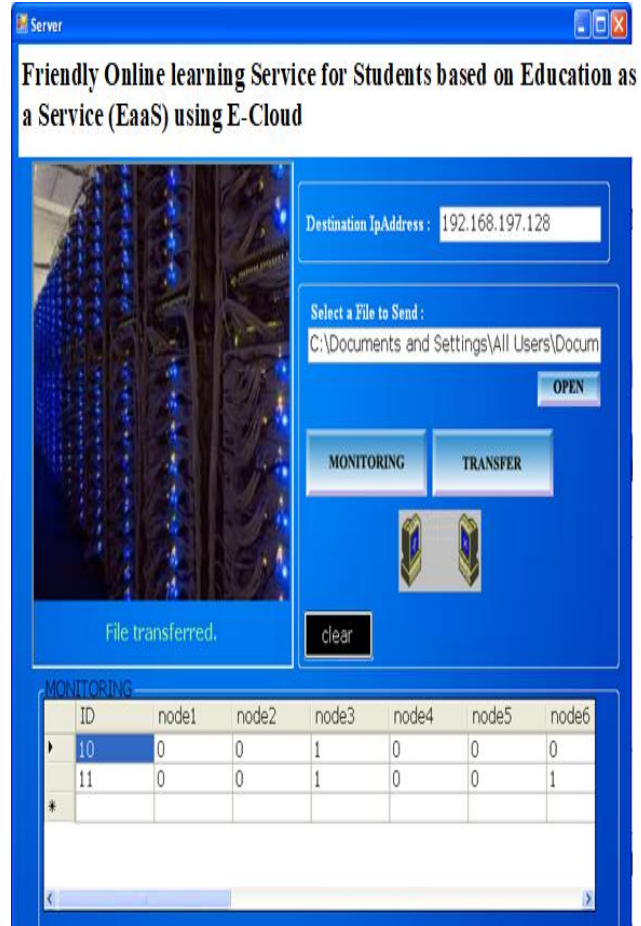 Server
Friendly Online learning Service for Students based on Education as
a Service (EaaS) using E-Cloud
Destination IpAddress : 192.168.197.128
Select a File to Send :
C:\Documents and Settings\All Users\Docum
OPEN
MONITORING TRANSFER
File transferred.
clear
MONITORING
ID node1 node2 node3 node4 node5 node6
10 0 0 1 0 0 0
11 0 0 1 0 0 1